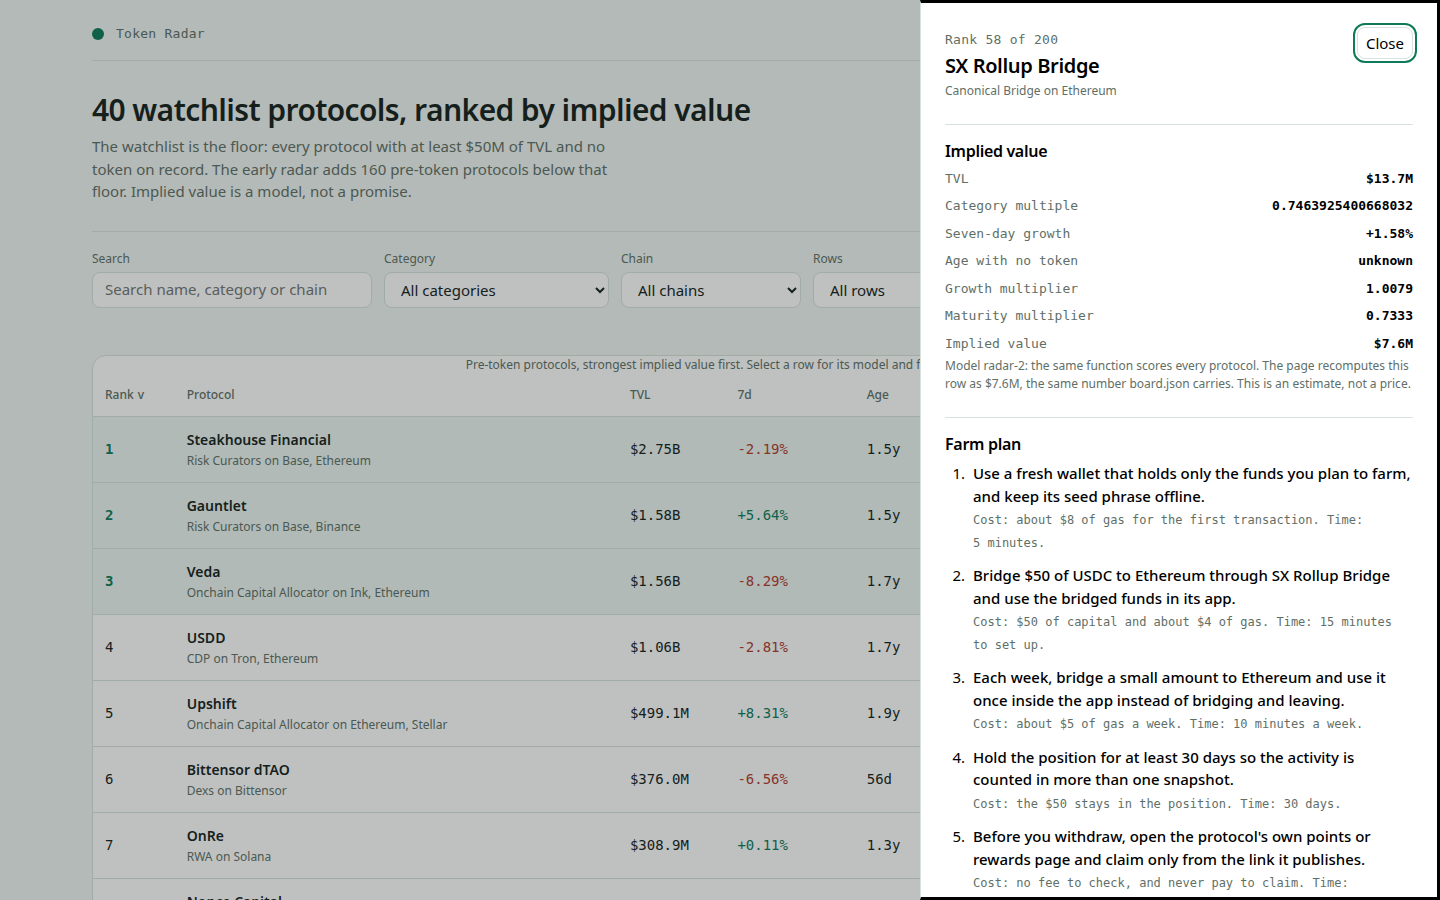 Token Radar
40 watchlist protocols, ranked by implied value
The watchlist is the floor: every protocol with at least $50M of TVL and no
token on record. The early radar adds 160 pre-token protocols below that
floor. Implied value is a model, not a promise.
Search
Category
Chain
Rows
Search name, category or chain
All categories
All chains
All rows
Pre-token protocols, strongest implied value first. Select a row for its model and f
Rank v
Protocol
TVL
7d
Age
1
Steakhouse Financial
Risk Curators on Base, Ethereum
$2.75B
-2.19%
1.5y
2
Gauntlet
Risk Curators on Base, Binance
$1.58B
+5.64%
1.5y
3
Veda
Onchain Capital Allocator on Ink, Ethereum
$1.56B
-8.29%
1.7y
4
USDD
CDP on Tron, Ethereum
$1.06B
-2.81%
1.7y
5
Upshift
Onchain Capital Allocator on Ethereum, Stellar
$499.1M
+8.31%
1.9y
6
Bittensor dTAO
Dexs on Bittensor
$376.0M
-6.56%
56d
7
OnRe
RWA on Solana
$308.9M
+0.11%
1.3y
Rank 58 of 200
Close
SX Rollup Bridge
Canonical Bridge on Ethereum
Implied value
TVL
$13.7M
Category multiple
0.7463925400668032
Seven-day growth
+1.58%
Age with no token
unknown
Growth multiplier
1.0079
Maturity multiplier
0.7333
Implied value
$7.6M
Model radar-2: the same function scores every protocol. The page recomputes this
row as $7.6M, the same number board.json carries. This is an estimate, not a price.
Farm plan
1. Use a fresh wallet that holds only the funds you plan to farm,
and keep its seed phrase offline.
Cost: about $8 of gas for the first transaction. Time:
5 minutes.
2. Bridge $50 of USDC to Ethereum through SX Rollup Bridge
and use the bridged funds in its app.
Cost: $50 of capital and about $4 of gas. Time: 15 minutes
to set up.
3. Each week, bridge a small amount to Ethereum and use it
once inside the app instead of bridging and leaving.
Cost: about $5 of gas a week. Time: 10 minutes a week.
4. Hold the position for at least 30 days so the activity is
counted in more than one snapshot.
Cost: the $50 stays in the position. Time: 30 days.
5. Before you withdraw, open the protocol's own points or
rewards page and claim only from the link it publishes.
Cost: no fee to check, and never pay to claim. Time: